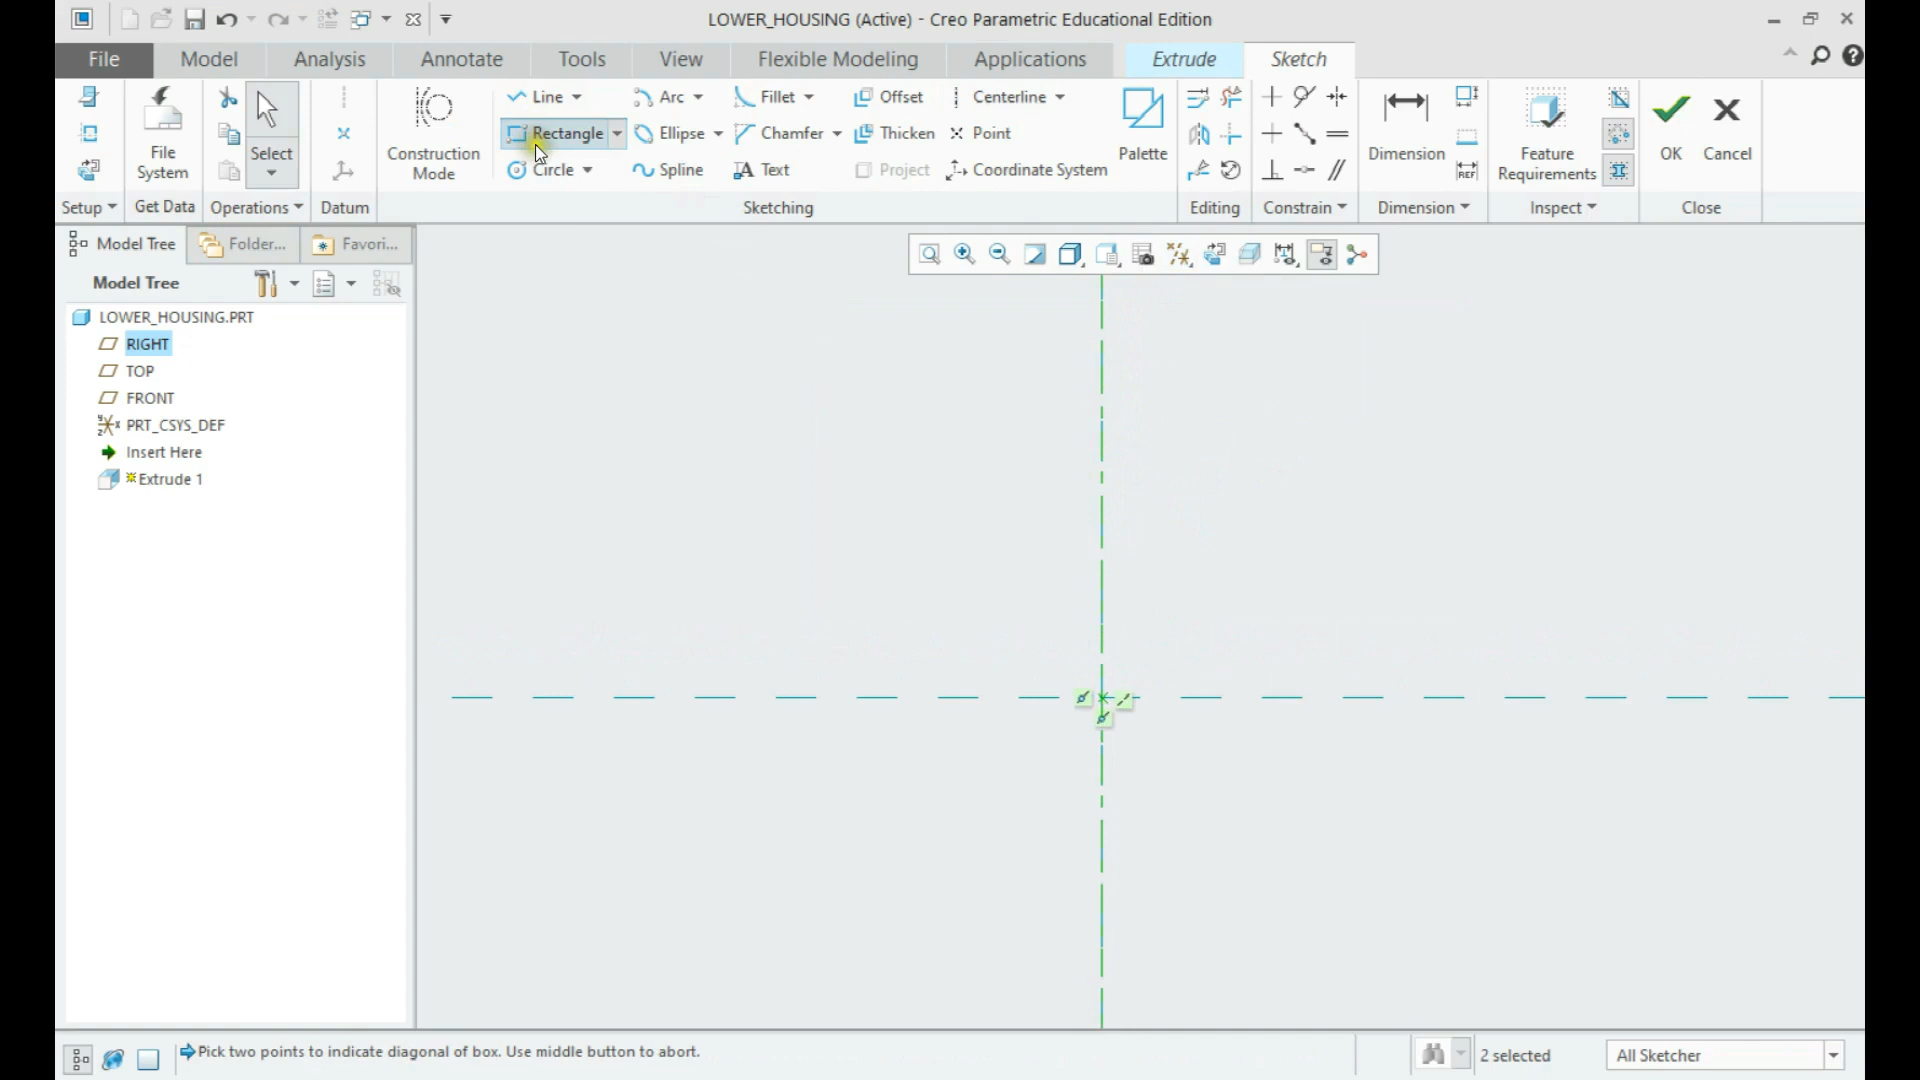 LOWER_HOUSING (Active) - Creo Parametric Educational Edition
File Model Analysis Annotate Tools View Flexible Modeling Applications Extrude Sketch
Line Arc Fillet Offset Centerline
Rectangle Ellipse Chamfer Thicken Point
Circle Spline Text Project Coordinate System
File System
Select
Construction Mode
Palette
Dimension
Feature Requirements
OK Cancel
Setup Get Data Operations Datum Sketching Editing Constrain Dimension Inspect Close
Model Tree Folder... Favori...
Model Tree
LOWER_HOUSING.PRT
RIGHT
TOP
FRONT
PRT_CSYS_DEF
Insert Here
Extrude 1
Pick two points to indicate diagonal of box. Use middle button to abort.
2 selected
All Sketcher